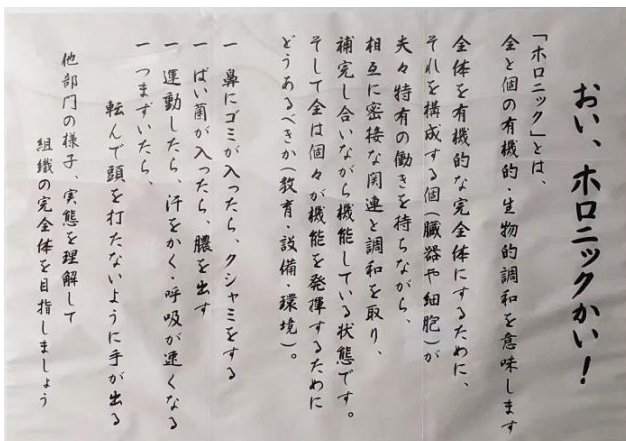 おい、ホロニックかい!
「ホロニック」とは、
全と個の有機的・生物的調和を意味します
全体を有機的な完全体にするために、
それを構成する個(臓器や細胞)が
夫々特有の働きを持ちながら、
相互に密接な関連と調和を取り、
補完し合いながら機能している状態です。
そして全は個々が機能を発揮するために
どうあるべきか(教育・設備・環境)。
一 鼻にゴミが入ったら、クシャミをする
一 ばい菌が入ったら、膿を出す
一 運動したら、汗をかく・呼吸が速くなる
一 つまずいたら、
転んで頭を打たないように手が出る
他部門の様子、実態を理解して
組織の完全体を目指しましょう